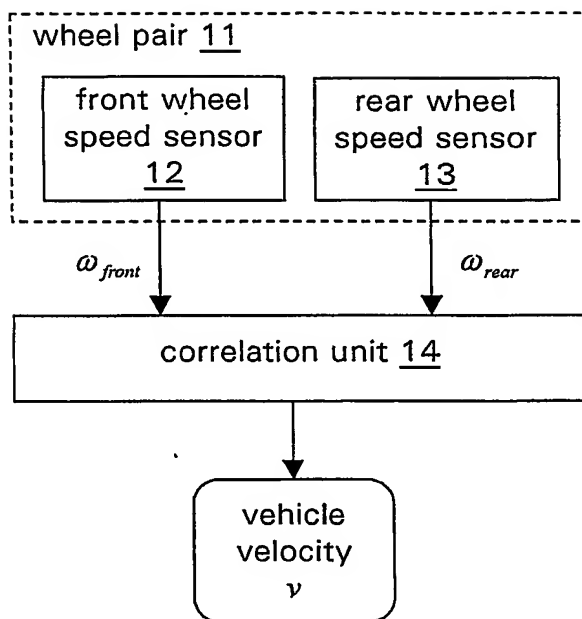 wheel pair 11
front wheel
speed sensor
12
rear wheel
speed sensor
13
ω_front
ω_rear
correlation unit 14
vehicle
velocity
v